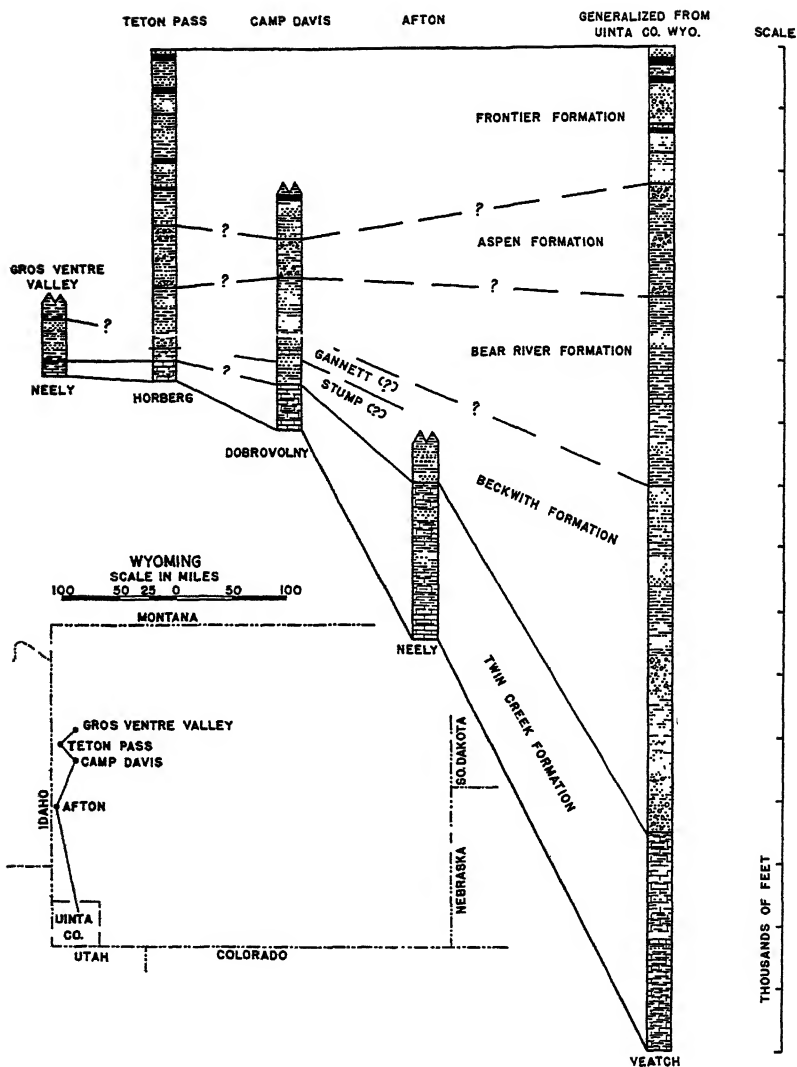 TETON PASS
CAMP DAVIS
AFTON
GENERALIZED FROM
UINTA CO. WYO.
SCALE
FRONTIER FORMATION
?
?
ASPEN FORMATION
?
?
GROS VENTRE
VALLEY
?
BEAR RIVER FORMATION
GANNETT (?)
STUMP (?)
?
?
NEELY
HORBERG
DOBROVOLNY
BECKWITH FORMATION
WYOMING
SCALE IN MILES
100 50 25 0 50 100
MONTANA
NEELY
TWIN CREEK FORMATION
GROS VENTRE VALLEY
TETON PASS
CAMP DAVIS
AFTON
IDAHO
SO. DAKOTA
NEBRASKA
UINTA
CO.
UTAH
COLORADO
THOUSANDS OF FEET
VEATCH